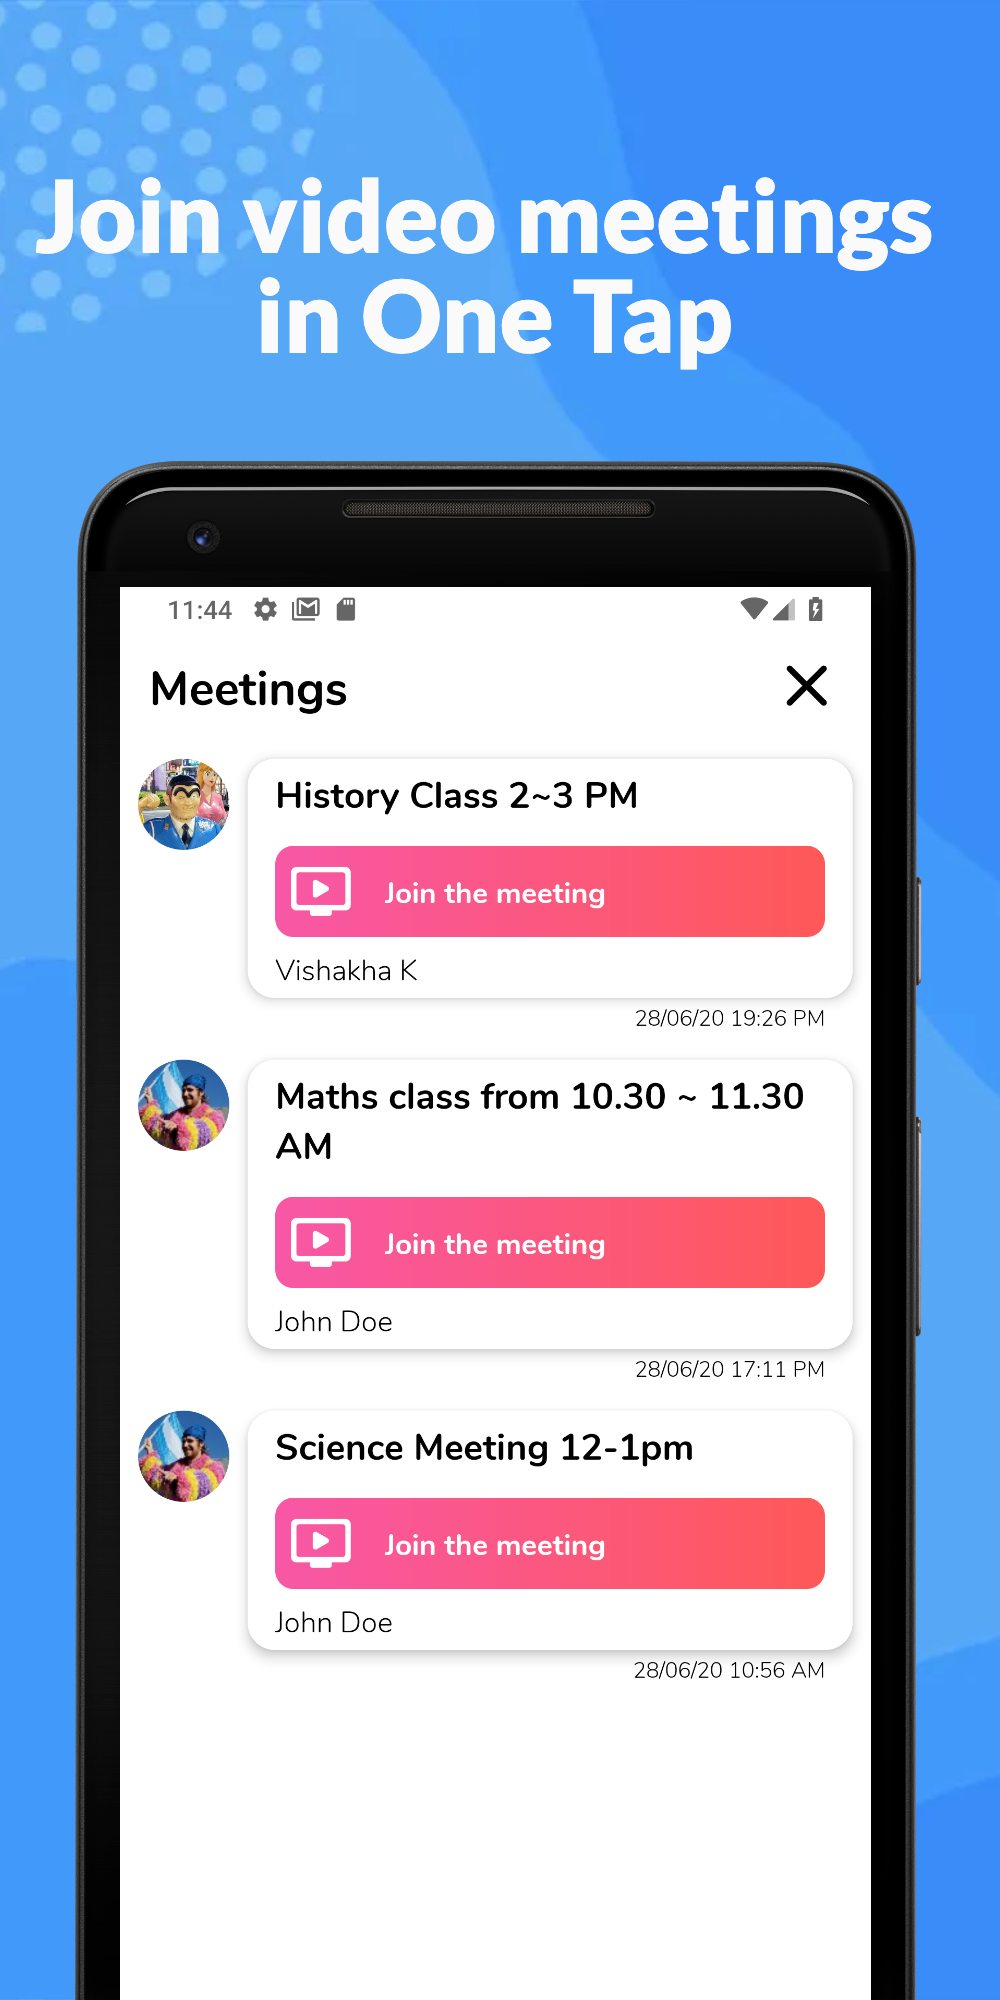 Join video meetings
in One Tap
11:44
Meetings
History Class 2~3 PM
Join the meeting
Vishakha K
28/06/20 19:26 PM
Maths class from 10.30 ~ 11.30
AM
Join the meeting
John Doe
28/06/20 17:11 PM
Science Meeting 12-1pm
Join the meeting
John Doe
28/06/20 10:56 AM